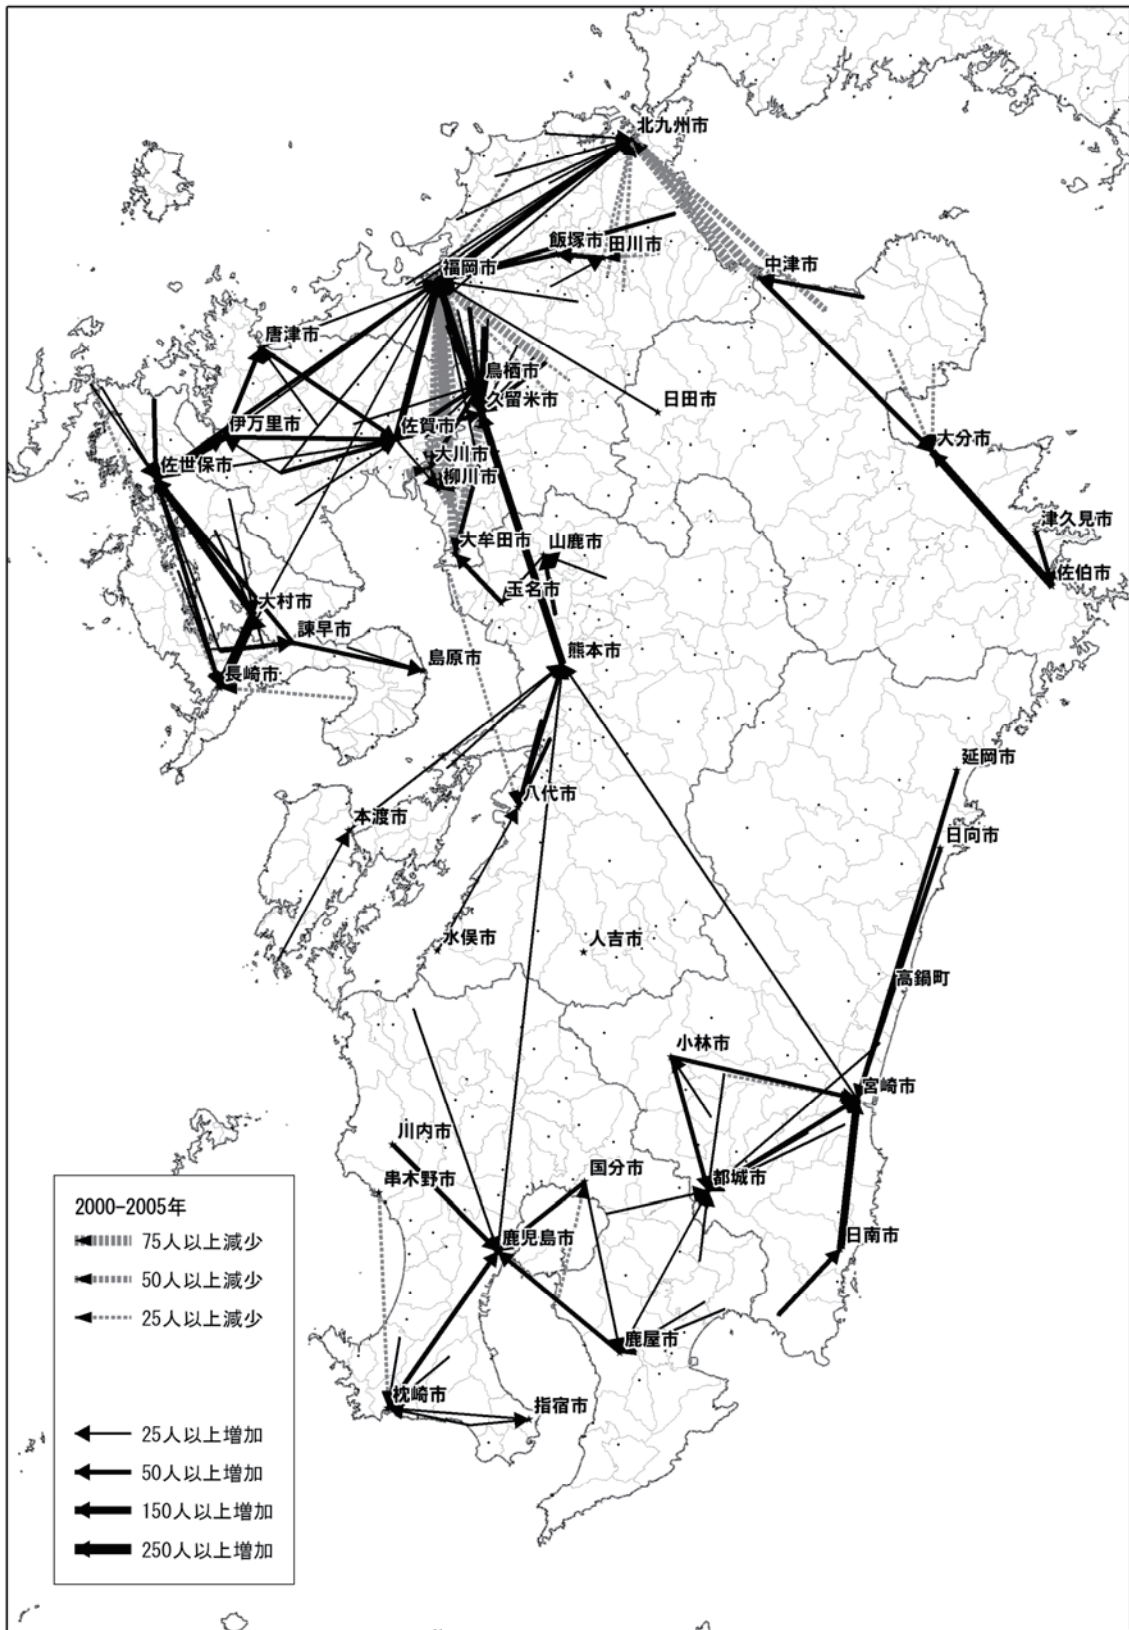 北九州市
飯塚市
田川市
福岡市
中津市
唐津市
鳥栖市
久留米市
日田市
伊万里市
佐賀市
大川市
柳川市
大分市
佐世保市
津久見市
大牟田市
山鹿市
佐伯市
玉名市
大村市
諫早市
島原市
熊本市
長崎市
延岡市
八代市
本渡市
日向市
水俣市
人吉市
高鍋町
小林市
宮崎市
川内市
串木野市
国分市
都城市
鹿児島市
日南市
鹿屋市
枕崎市
指宿市
2000-2005年
75人以上減少
50人以上減少
25人以上減少
25人以上増加
50人以上増加
150人以上増加
250人以上増加